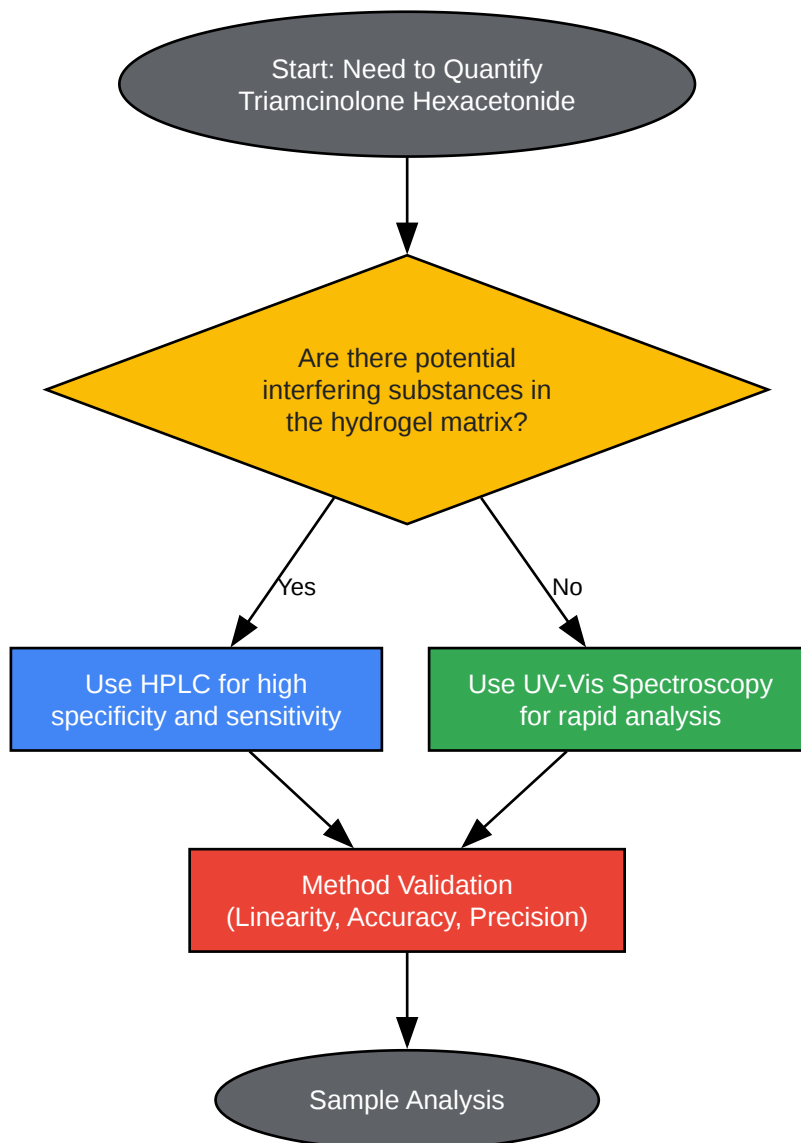 Start: Need to Quantify
Triamcinolone Hexacetonide
Are there potential
interfering substances in
the hydrogel matrix?
Yes
No
Use HPLC for high
specificity and sensitivity
Use UV-Vis Spectroscopy
for rapid analysis
Method Validation
(Linearity, Accuracy, Precision)
Sample Analysis